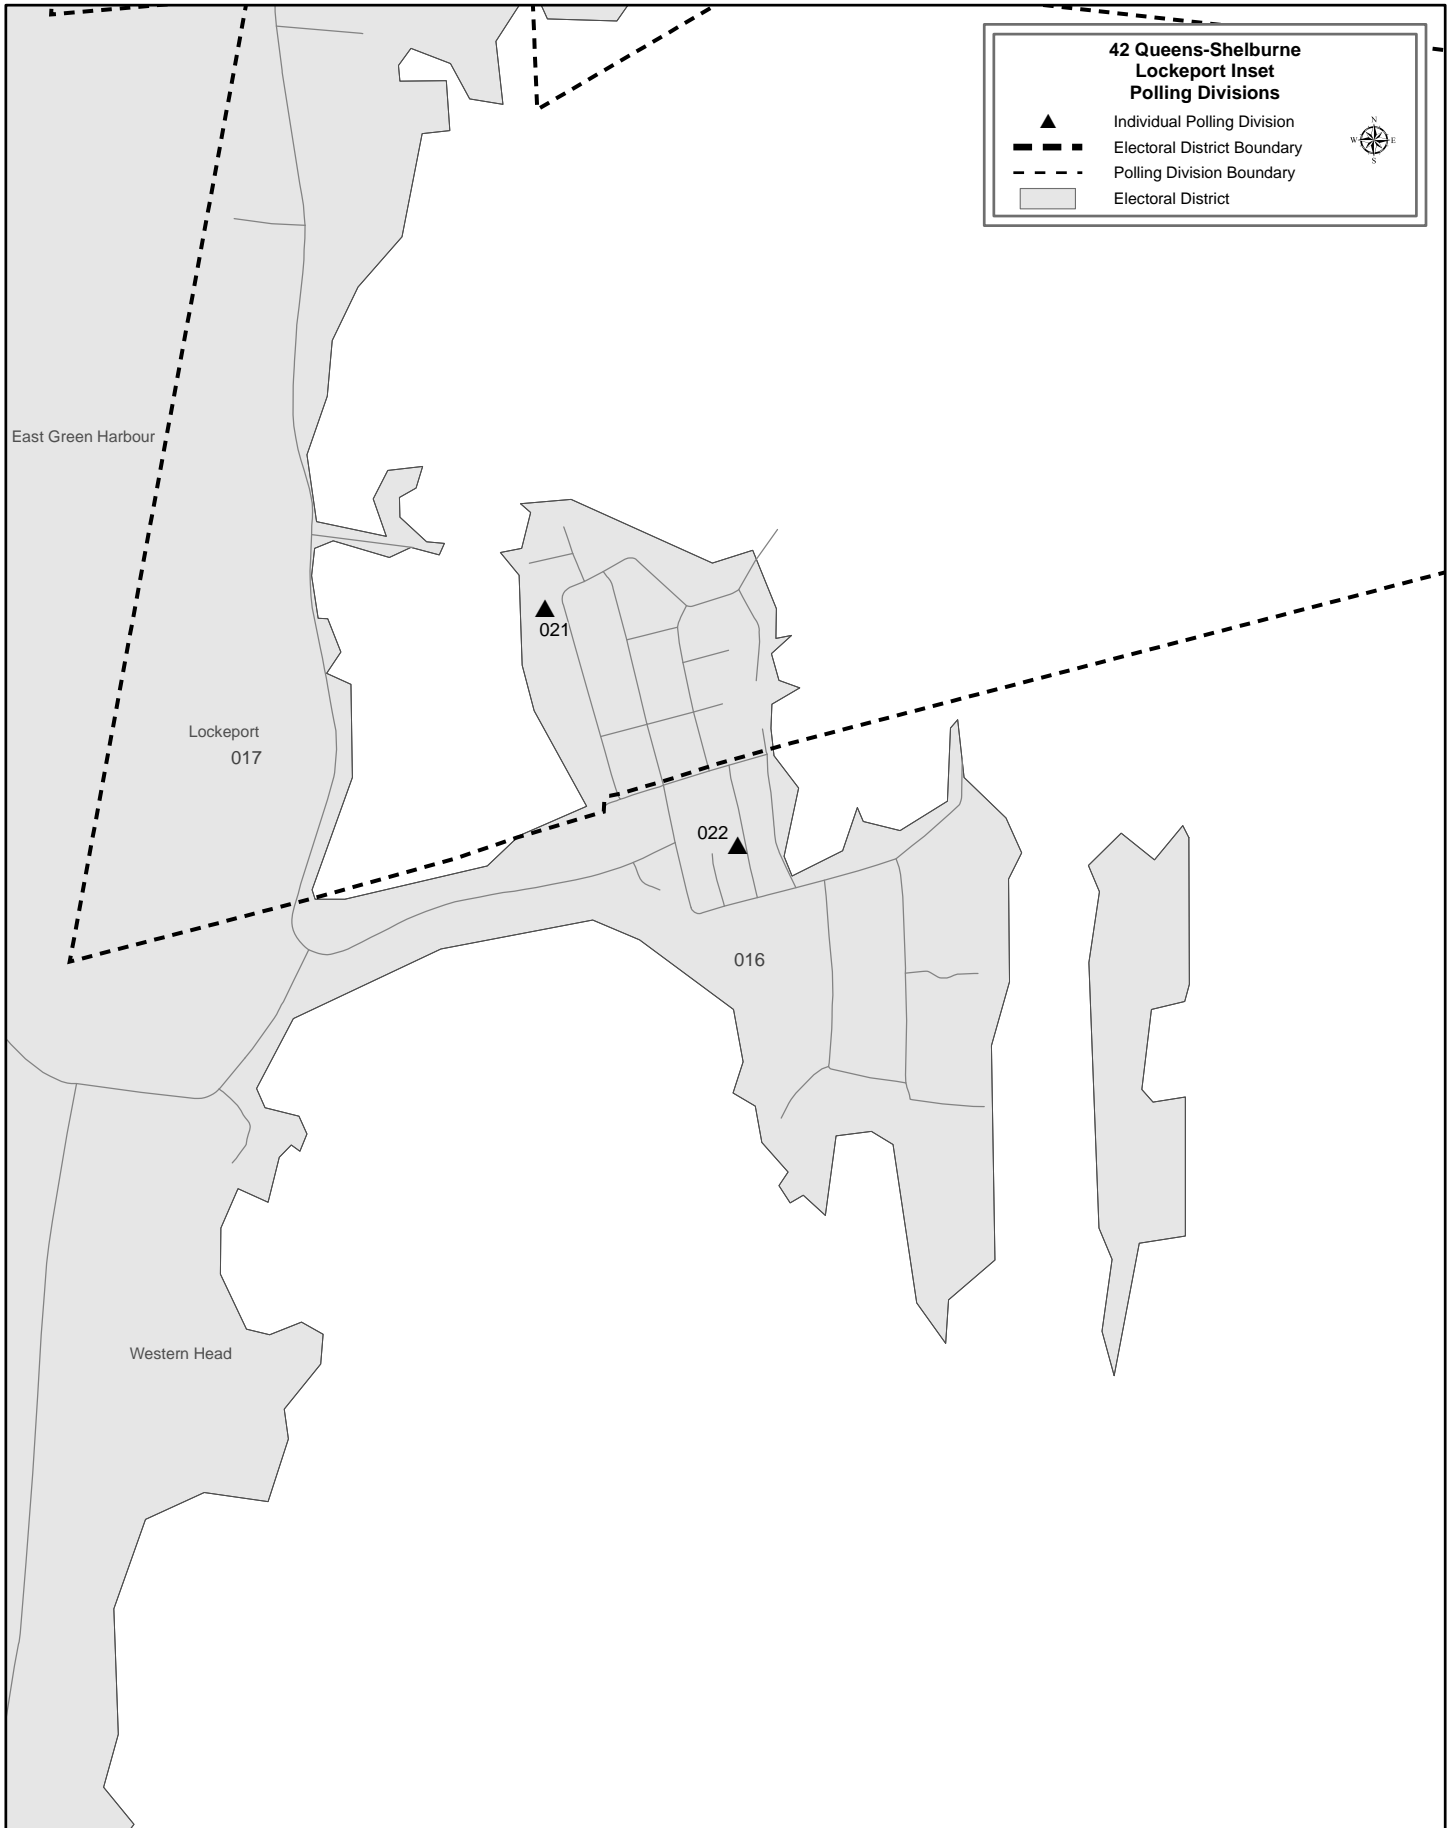 42 Queens-Shelburne
Lockeport Inset
Polling Divisions
Individual Polling Division
Electoral District Boundary
Polling Division Boundary
Electoral District
N
W
E
S
East Green Harbour
021
Lockeport
017
022
016
Western Head